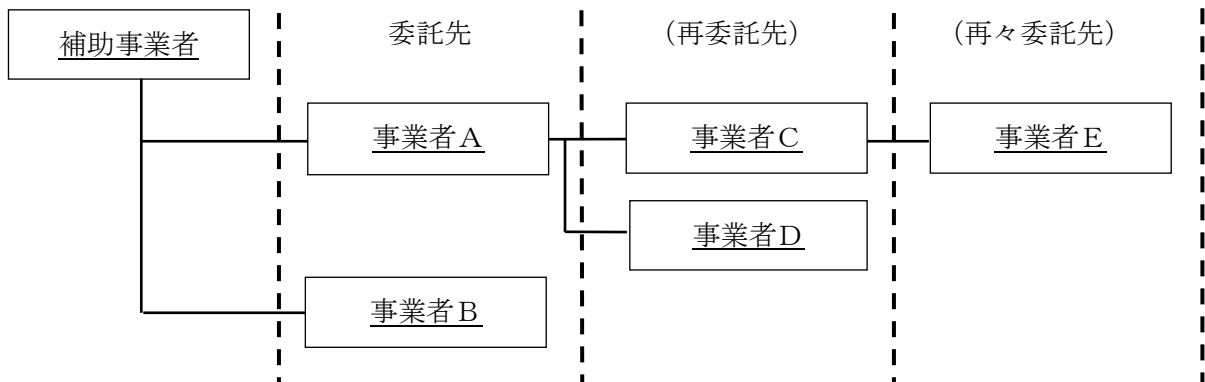 補助事業者
委託先
（再委託先）
（再々委託先）
事業者Ａ
事業者Ｃ
事業者Ｅ
事業者Ｄ
事業者Ｂ